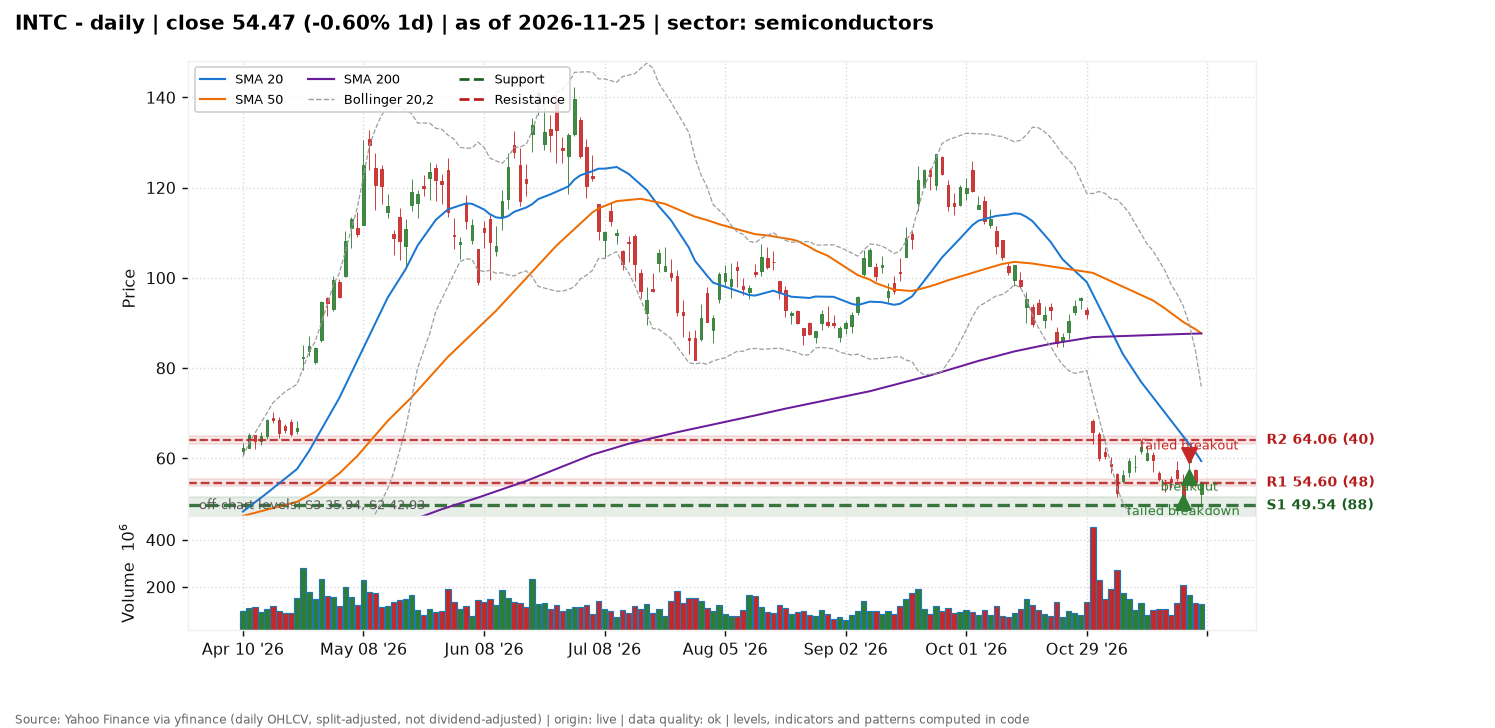 INTC - daily | close 54.47 (-0.60% 1d) | as of 2026-11-25 | sector: semiconductors
SMA 20
SMA 50
SMA 200
Bollinger 20,2
Support
Resistance
Price
140
120
100
80
60
failed breakout
breakout
failed breakdown
off-chart levels: S3 35.94, S2 42.93
R2 64.06 (40)
R1 54.60 (48)
S1 49.54 (88)
Volume 10^6
400
200
Apr 10 '26
May 08 '26
Jun 08 '26
Jul 08 '26
Aug 05 '26
Sep 02 '26
Oct 01 '26
Oct 29 '26
Source: Yahoo Finance via yfinance (daily OHLCV, split-adjusted, not dividend-adjusted) | origin: live | data quality: ok | levels, indicators and patterns computed in code